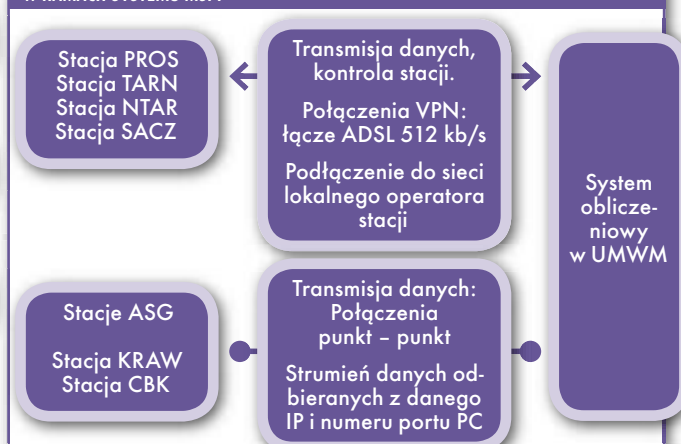 Stacja PROS
Stacja TARN
Stacja NTAR
Stacja SACZ
Transmisja danych,
kontrola stacji.
Połączenia VPN:
łącze ADSL 512 kb/s
Podłączenie do sieci
lokalnego operatora
stacji
System
oblicze-
niowy
w UMWM
Stacje ASG
Stacja KRAW
Stacja CBK
Transmisja danych:
Połączenia
punkt – punkt
Strumień danych od-
bieranych z danego
IP i numeru portu PC